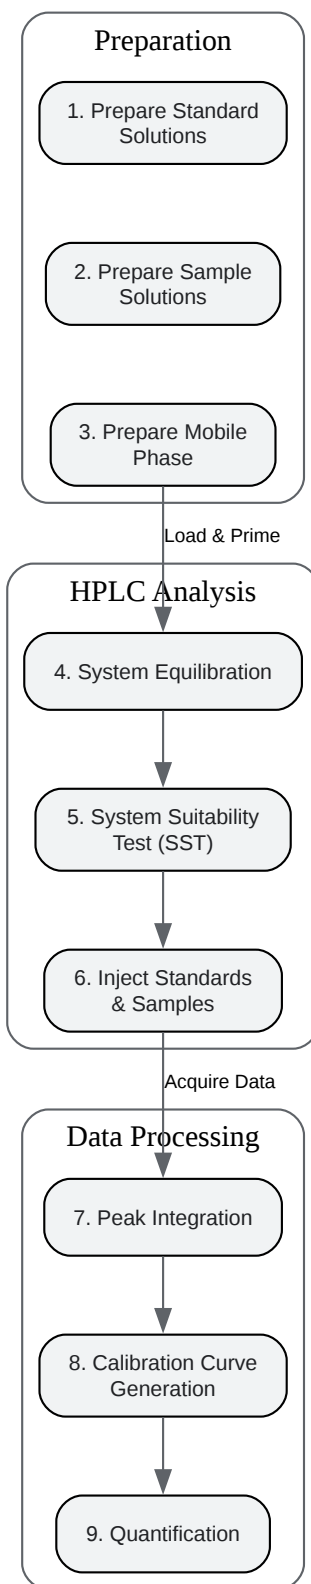 Preparation
1. Prepare Standard
Solutions
2. Prepare Sample
Solutions
3. Prepare Mobile
Phase
Load & Prime
HPLC Analysis
4. System Equilibration
5. System Suitability
Test (SST)
6. Inject Standards
& Samples
Acquire Data
Data Processing
7. Peak Integration
8. Calibration Curve
Generation
9. Quantification